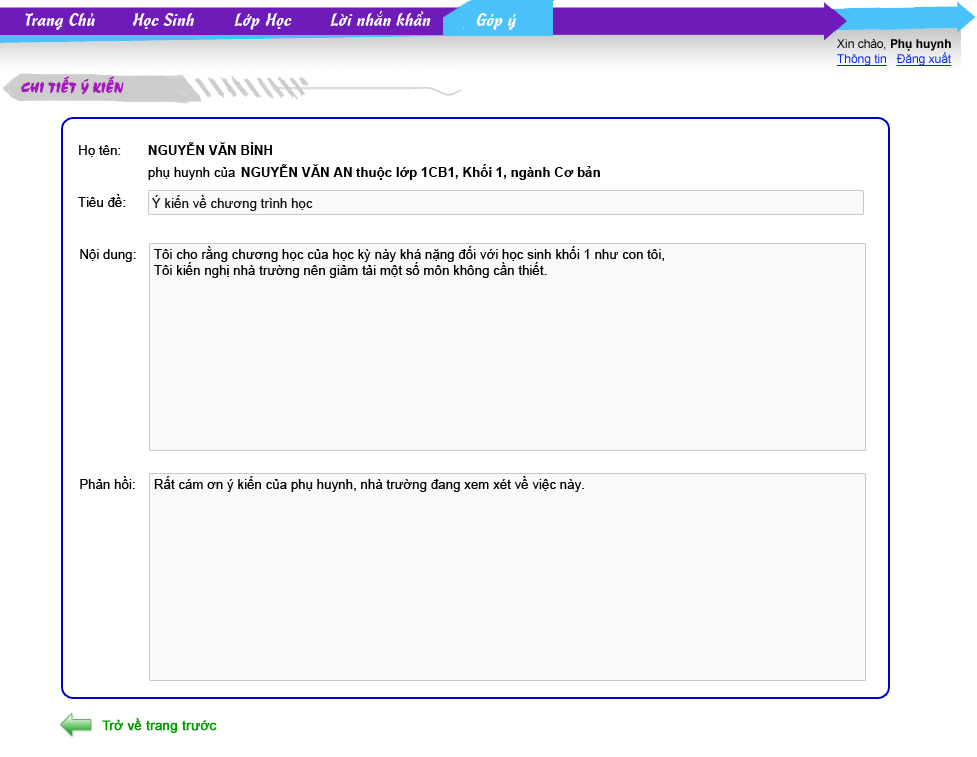 Trang Chủ Học Sinh Lớp Học Lời nhắn khẩn Góp ý
Xin chào, Phụ huynh
Thông tin Đăng xuất
CHI TIẾT Ý KIẾN
Họ tên: NGUYỄN VĂN BÌNH
phụ huynh của NGUYỄN VĂN AN thuộc lớp 1CB1, Khối 1, ngành Cơ bản
Tiêu đề: Ý kiến về chương trình học
Nội dung: Tôi cho rằng chương học của học kỳ này khá nặng đối với học sinh khối 1 như con tôi,
Tôi kiến nghị nhà trường nên giảm tải một số môn không cần thiết.
Phản hồi: Rất cám ơn ý kiến của phụ huynh, nhà trường đang xem xét về việc này.
Trở về trang trước